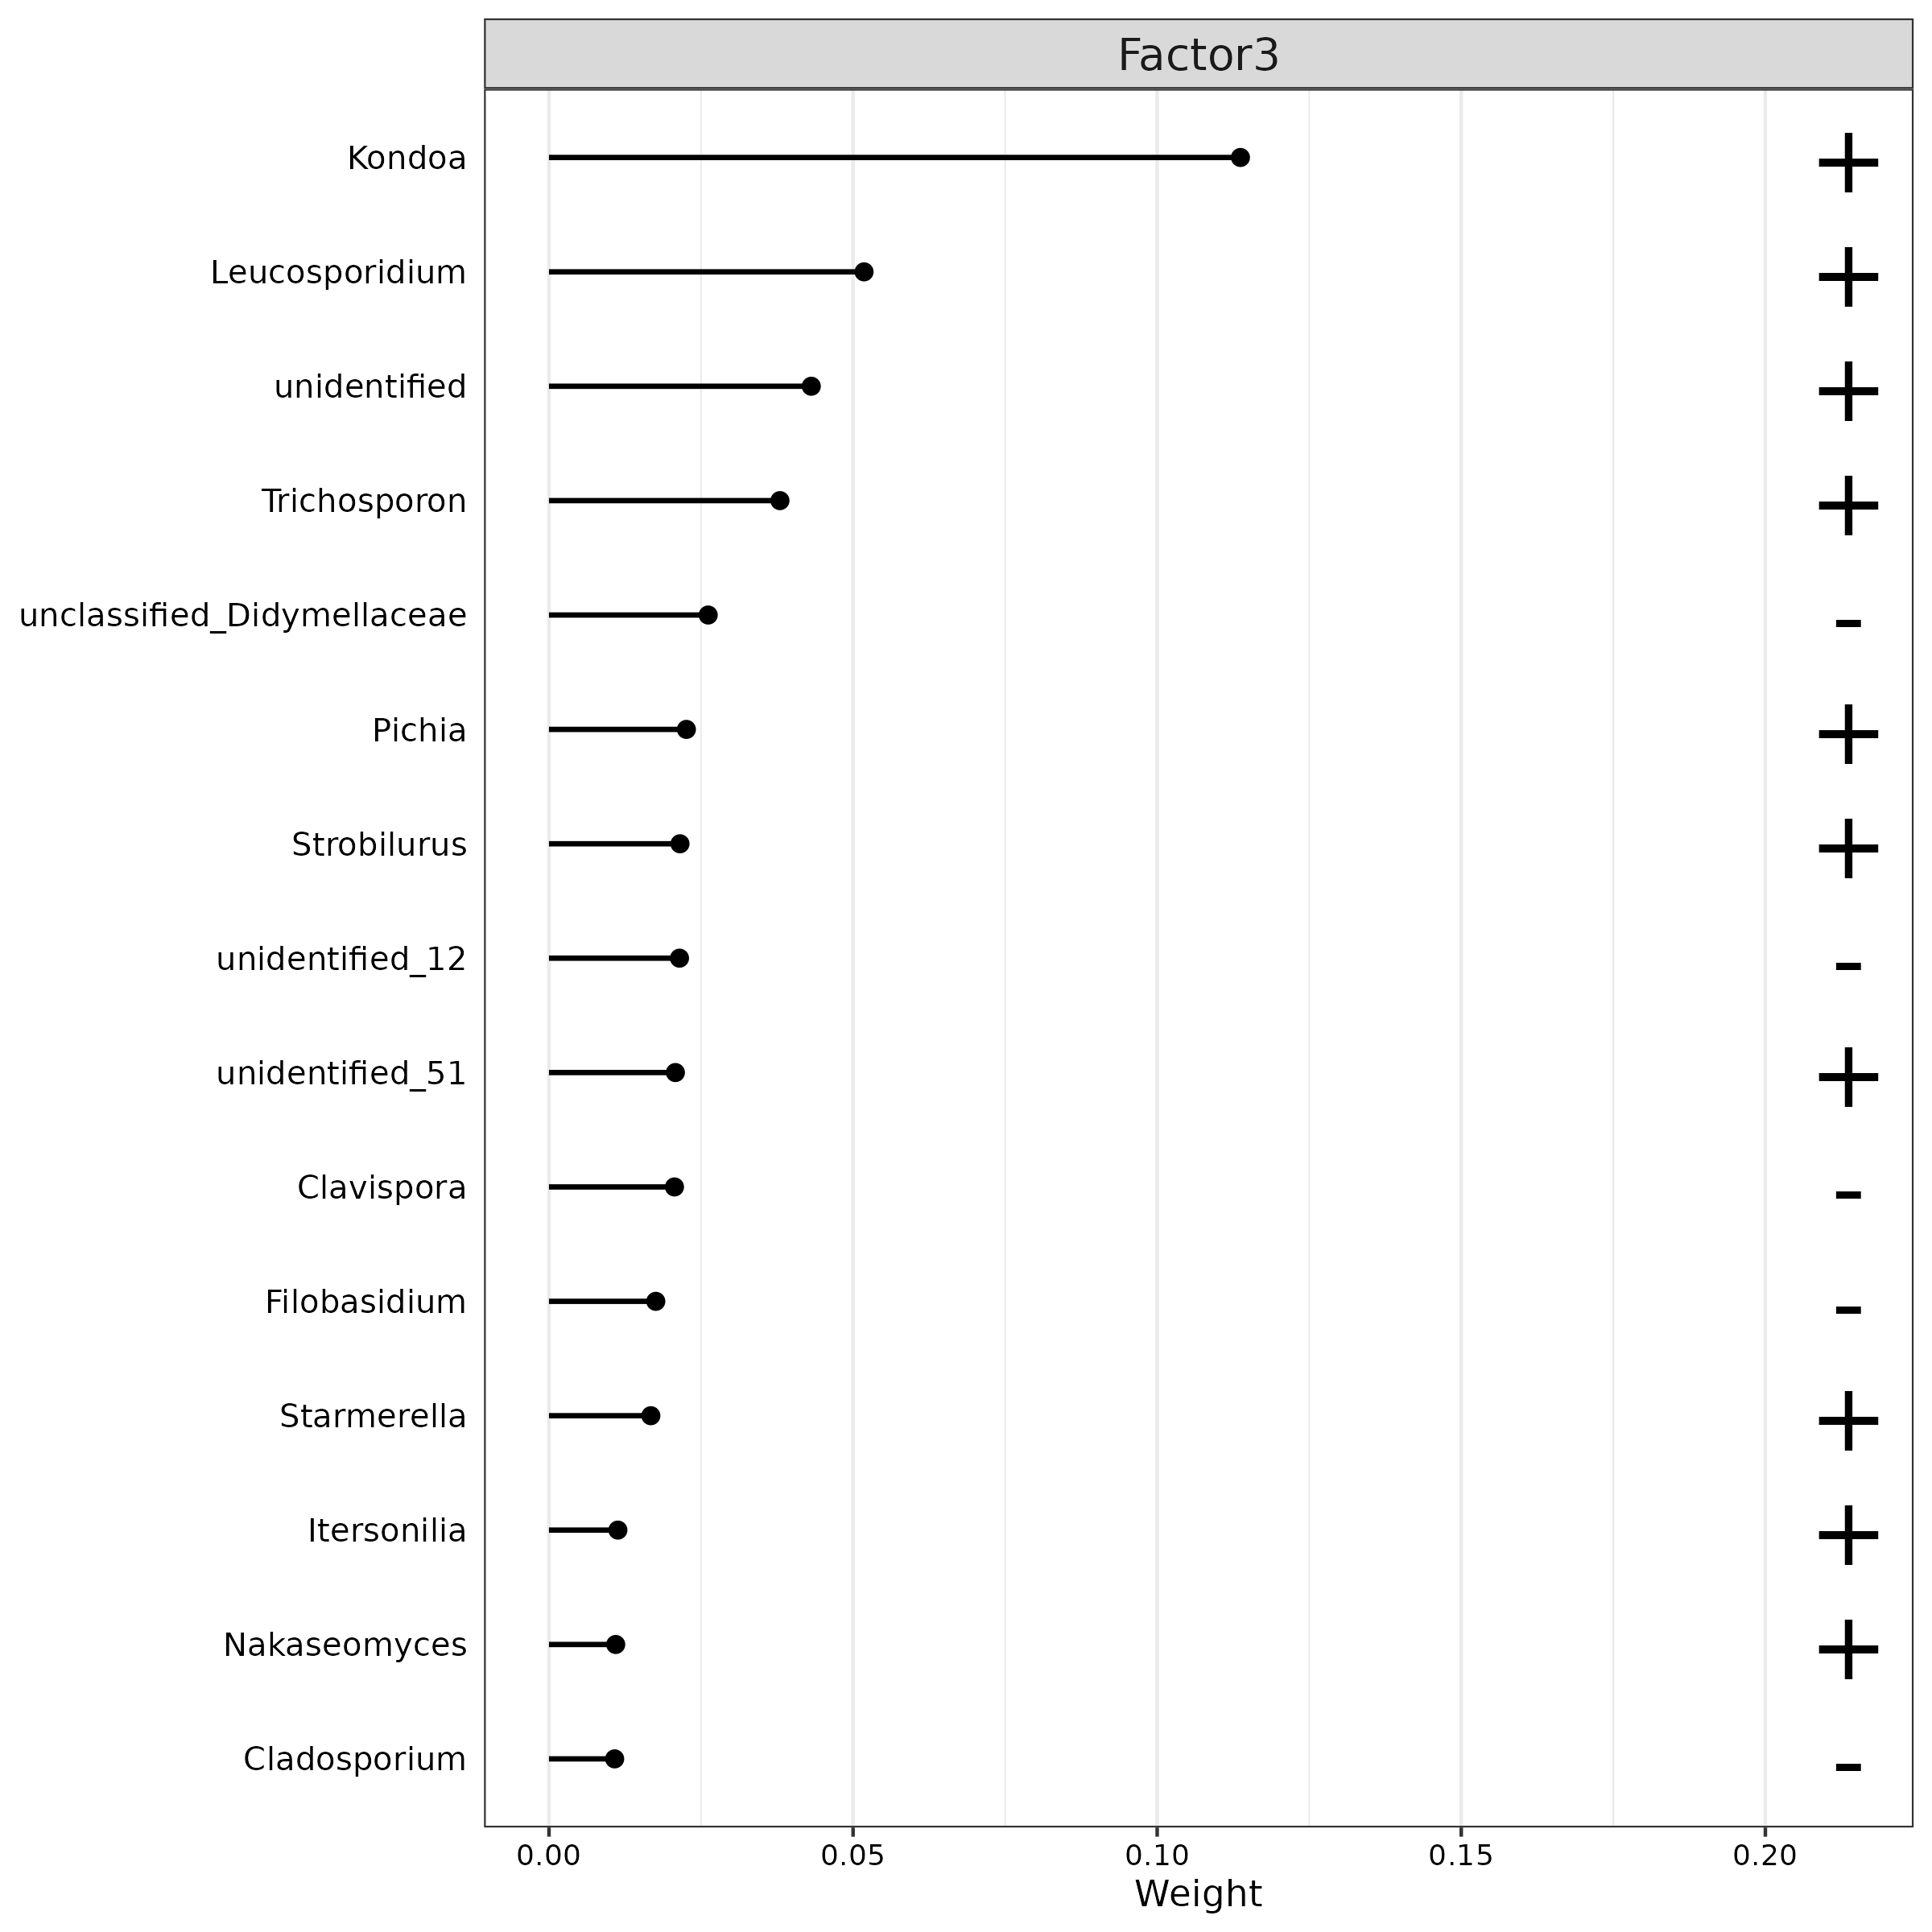 Factor3
Kondoa +
Leucosporidium +
unidentified +
Trichosporon +
unclassified_Didymellaceae -
Pichia +
Strobilurus +
unidentified_12 -
unidentified_51 +
Clavispora -
Filobasidium -
Starmerella +
Itersonilia +
Nakaseomyces +
Cladosporium -
0.00 0.05 0.10 0.15 0.20
Weight